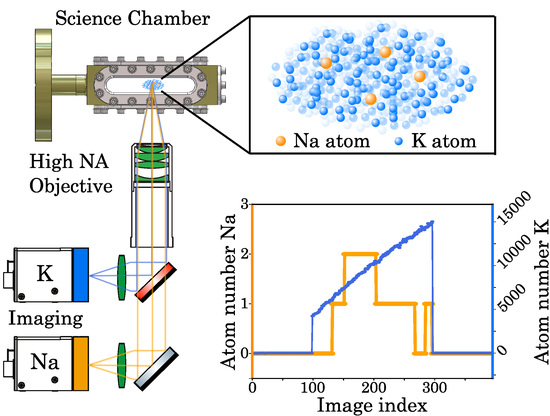 Science Chamber
Na atom
K atom
High NA
Objective
K
Imaging
Na
Atom number Na
3
2
1
0
15000
10000
5000
0
Atom number K
0
100
200
300
Image index